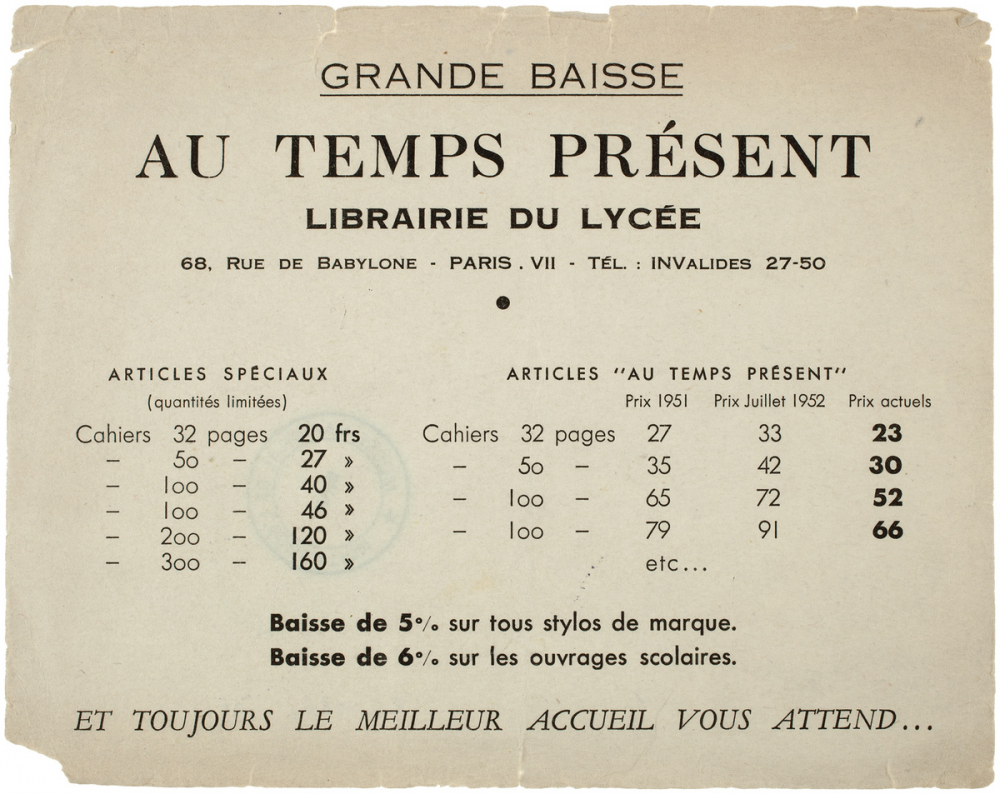 GRANDE BAISSE
AU TEMPS PRÉSENT
LIBRAIRIE DU LYCÉE
68, RUE DE BABYLONE - PARIS . VII - TÉL. : INVALIDES 27-50
●
ARTICLES SPÉCIAUX
(quantités limitées)
Cahiers 32 pages 20 frs
— 50 — 27 »
— 100 — 40 »
— 100 — 46 »
— 200 — 120 »
— 300 — 160 »
ARTICLES "AU TEMPS PRÉSENT"
Prix 1951 Prix Juillet 1952 Prix actuels
Cahiers 32 pages 27 33 23
— 50 — 35 42 30
— 100 — 65 72 52
— 100 — 79 91 66
etc...
Baisse de 5% sur tous stylos de marque.
Baisse de 6% sur les ouvrages scolaires.
ET TOUJOURS LE MEILLEUR ACCUEIL VOUS ATTEND...